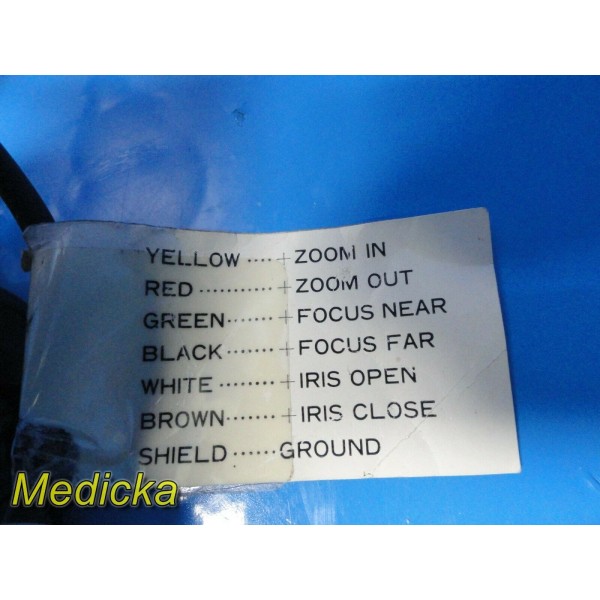 YELLOW ····+ZOOM IN
RED ············+ZOOM OUT
GREEN·······+FOCUS NEAR
BLACK········+FOCUS FAR
WHITE ········+IRIS OPEN
BROWN·······+IRIS CLOSE
SHIELD ······GROUND
Medicka